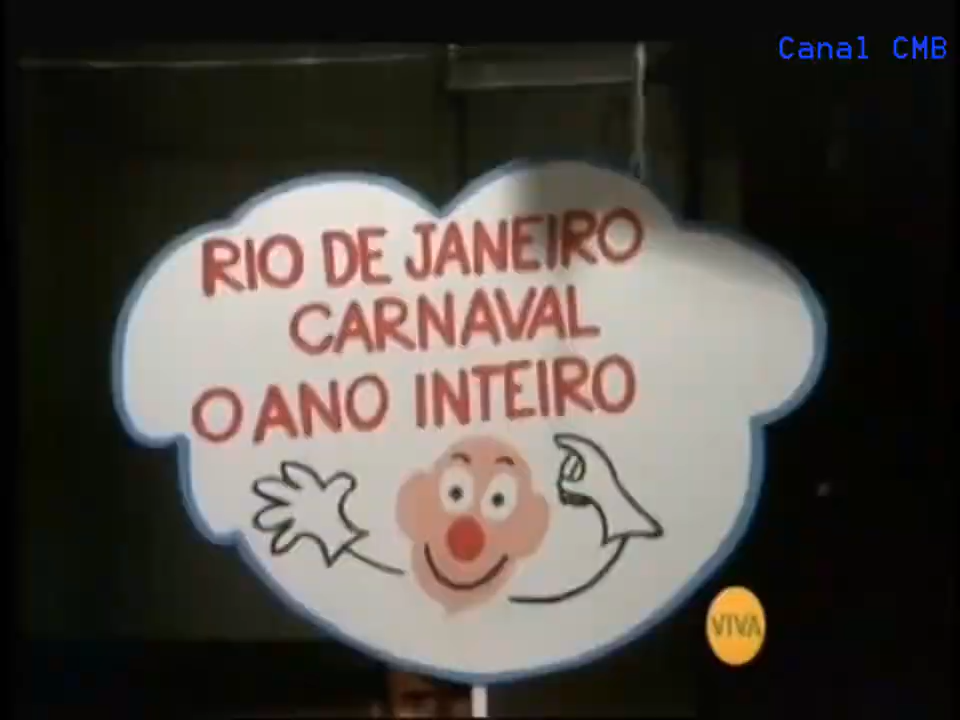 Canal CMB
RIO DE JANEIRO
CARNAVAL
O ANO INTEIRO
VIVA